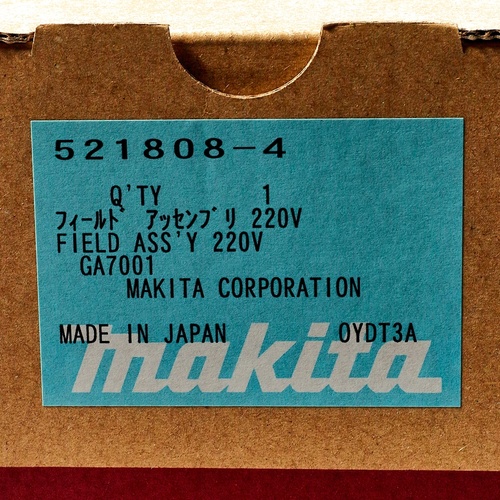 521808-4
Q'TY 1
フィールド アッセンブリ 220V
FIELD ASS'Y 220V
GA7001
MAKITA CORPORATION
MADE IN JAPAN OYDT3A
makita